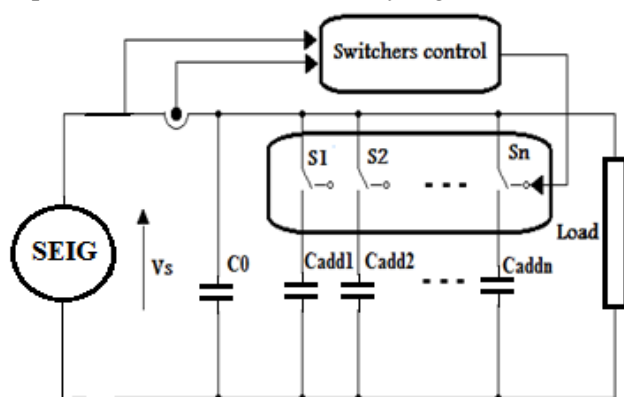 Switchers control
S1 S2 Sn
SEIG
Vs
C0
Cadd1 Cadd2 Caddn
Load